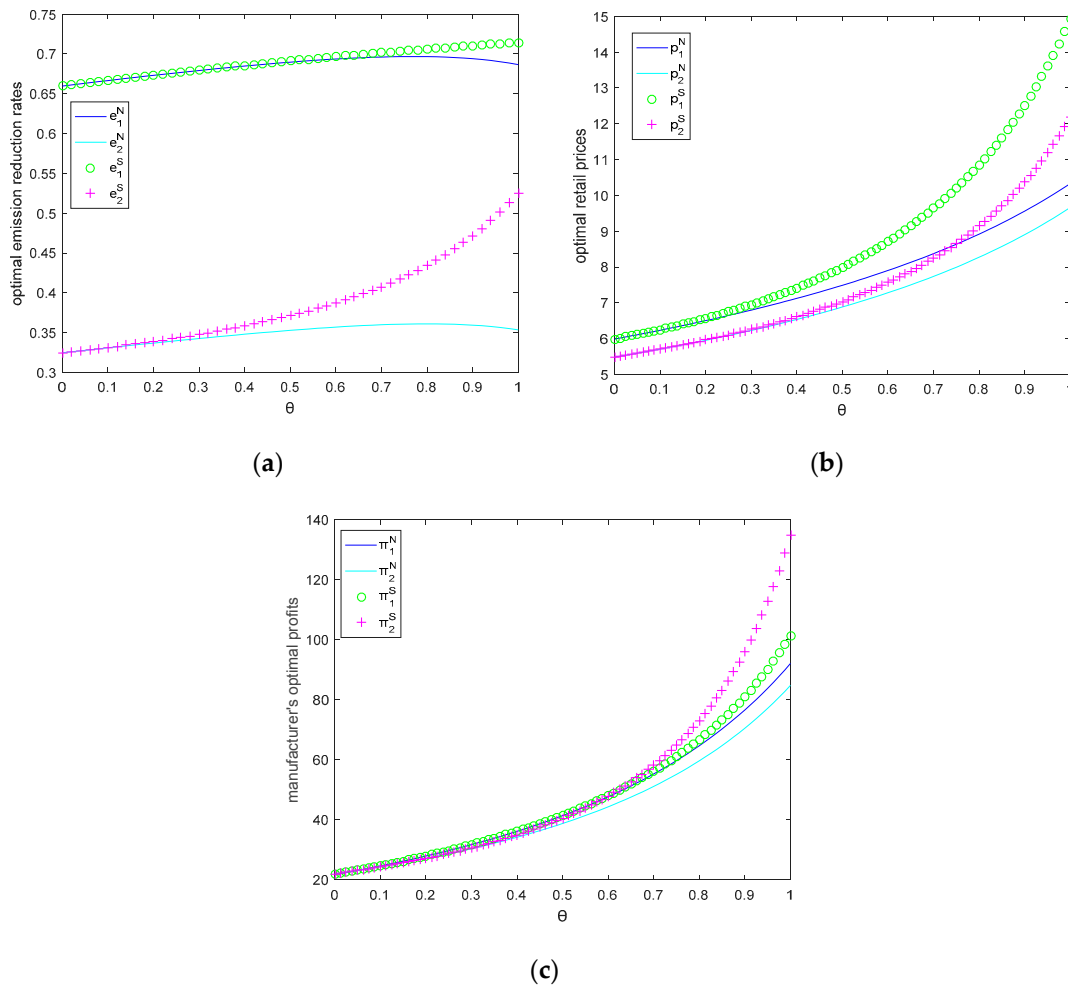 0.75
0.7
0.65
0.6
0.55
0.5
0.45
0.4
0.35
0.3
optimal emission reduction rates
e₁ᴺ
e₂ᴺ
e₁ˢ
e₂ˢ
0 0.1 0.2 0.3 0.4 0.5 0.6 0.7 0.8 0.9 1
θ
(a)
15
14
13
12
11
10
9
8
7
6
5
optimal retail prices
p₁ᴺ
p₂ᴺ
p₁ˢ
p₂ˢ
0 0.1 0.2 0.3 0.4 0.5 0.6 0.7 0.8 0.9 1
θ
(b)
140
120
100
80
60
40
20
manufacturer's optimal profits
π₁ᴺ
π₂ᴺ
π₁ˢ
π₂ˢ
0 0.1 0.2 0.3 0.4 0.5 0.6 0.7 0.8 0.9 1
θ
(c)